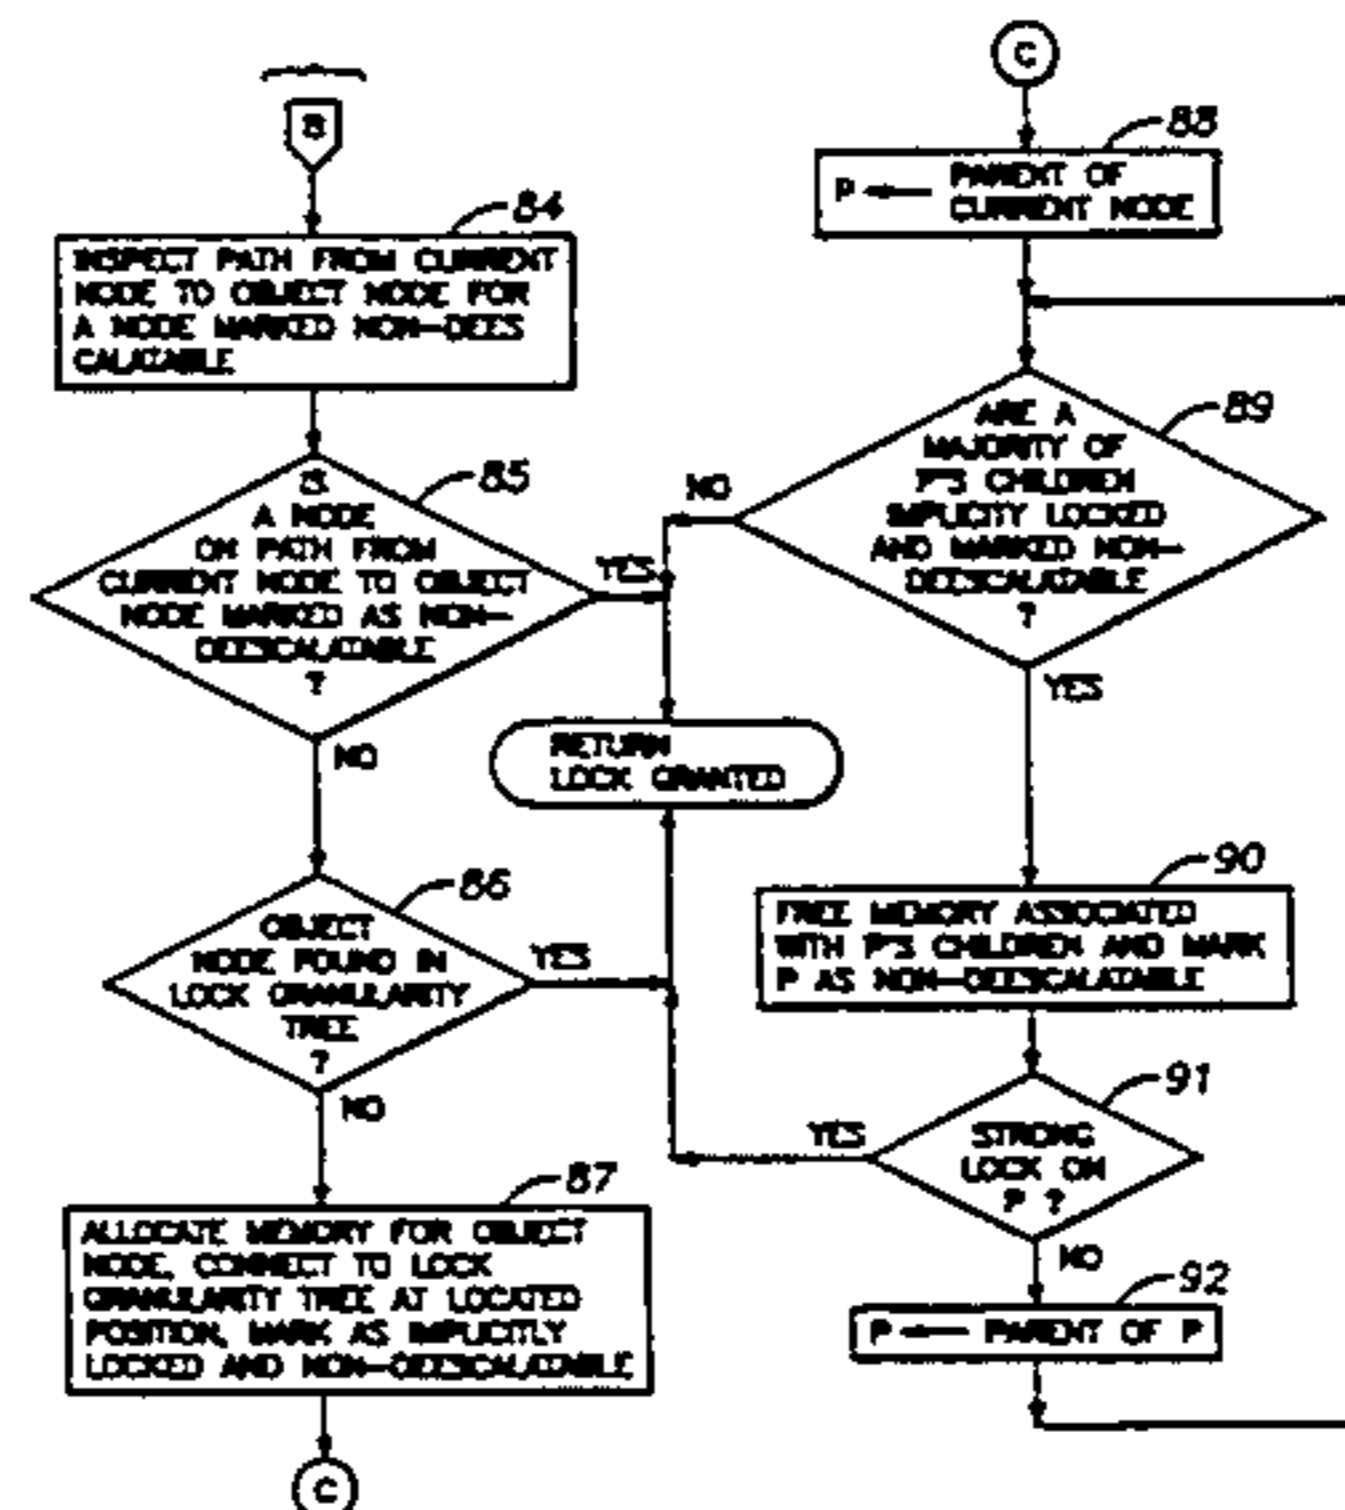 B
84
INSPECT PATH FROM CURRENT
NODE TO OBJECT NODE FOR
A NODE MARKED NON-DEES
CALATABLE
85
IS
A NODE
ON PATH FROM
CURRENT NODE TO OBJECT
NODE MARKED AS NON-
DEESCALATABLE
?
YES
NO
86
OBJECT
NODE FOUND IN
LOCK GRANULARITY
TREE
?
YES
NO
87
ALLOCATE MEMORY FOR OBJECT
NODE, CONNECT TO LOCK
GRANULARITY TREE AT LOCATED
POSITION, MARK AS IMPLICITLY
LOCKED AND NON-DEESCALATABLE
C
RETURN
LOCK GRANTED
C
88
P ← PARENT OF
CURRENT NODE
89
ARE A
MAJORITY OF
P'S CHILDREN
IMPLICITY LOCKED
AND MARKED NON-
DEESCALATABLE
?
NO
YES
90
FREE MEMORY ASSOCIATED
WITH P'S CHILDREN AND MARK
P AS NON-DEESCALATABLE
91
STRONG
LOCK ON
P ?
YES
NO
92
P ← PARENT OF P